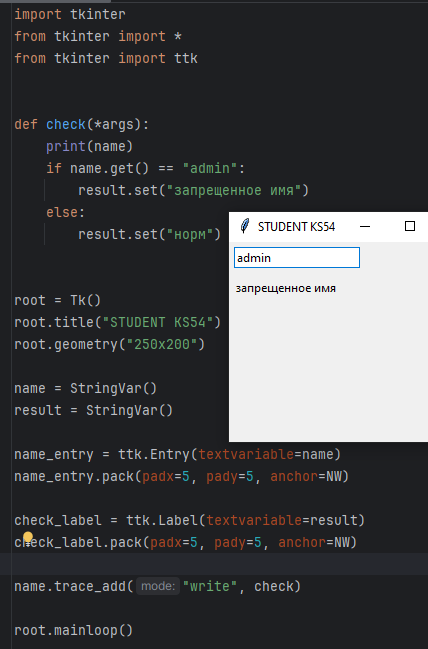 import tkinter
from tkinter import *
from tkinter import ttk
def check(*args):
    print(name)
    if name.get() == "admin":
        result.set("запрещенное имя")
    else:
        result.set("норм")
STUDENT KS54
admin
запрещенное имя
root = Tk()
root.title("STUDENT KS54")
root.geometry("250x200")
name = StringVar()
result = StringVar()
name_entry = ttk.Entry(textvariable=name)
name_entry.pack(padx=5, pady=5, anchor=NW)
check_label = ttk.Label(textvariable=result)
check_label.pack(padx=5, pady=5, anchor=NW)
name.trace_add( mode: "write", check)
root.mainloop()